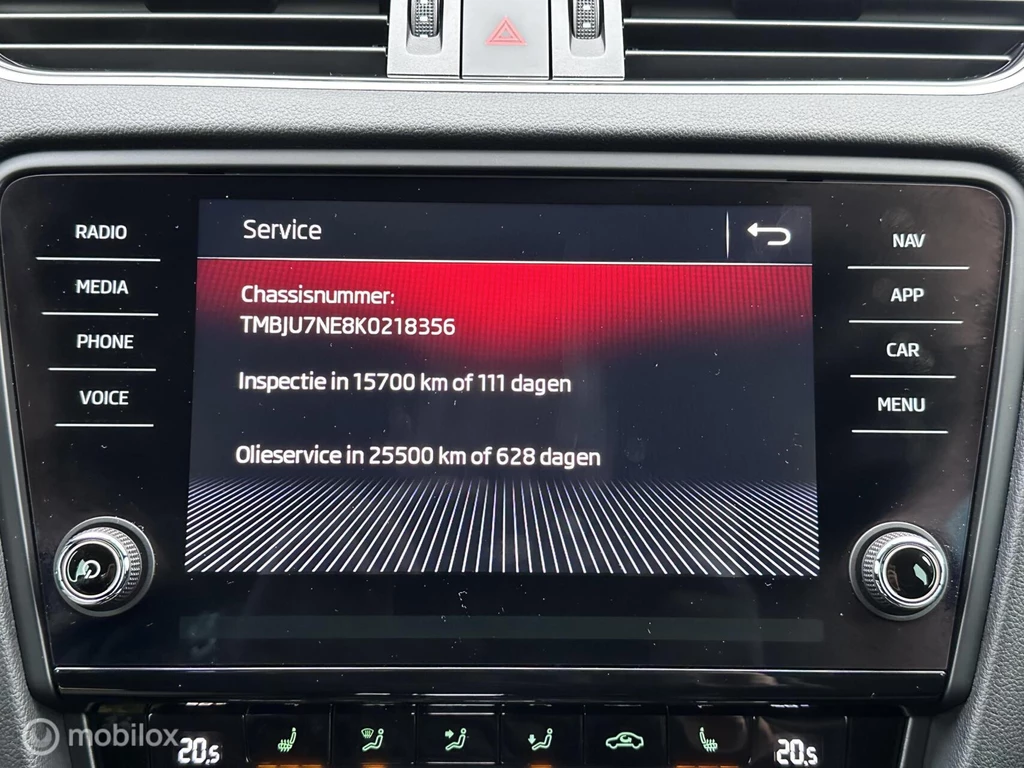 RADIO
MEDIA
PHONE
VOICE
Service
Chassisnummer:
TMBJU7NE8K0218356
Inspectie in 15700 km of 111 dagen
Olieservice in 25500 km of 628 dagen
NAV
APP
CAR
MENU
20.5
20.5
mobilox